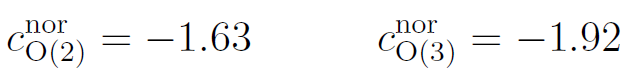 c^{nor}_{O(2)} = −1.63 c^{nor}_{O(3)} = −1.92